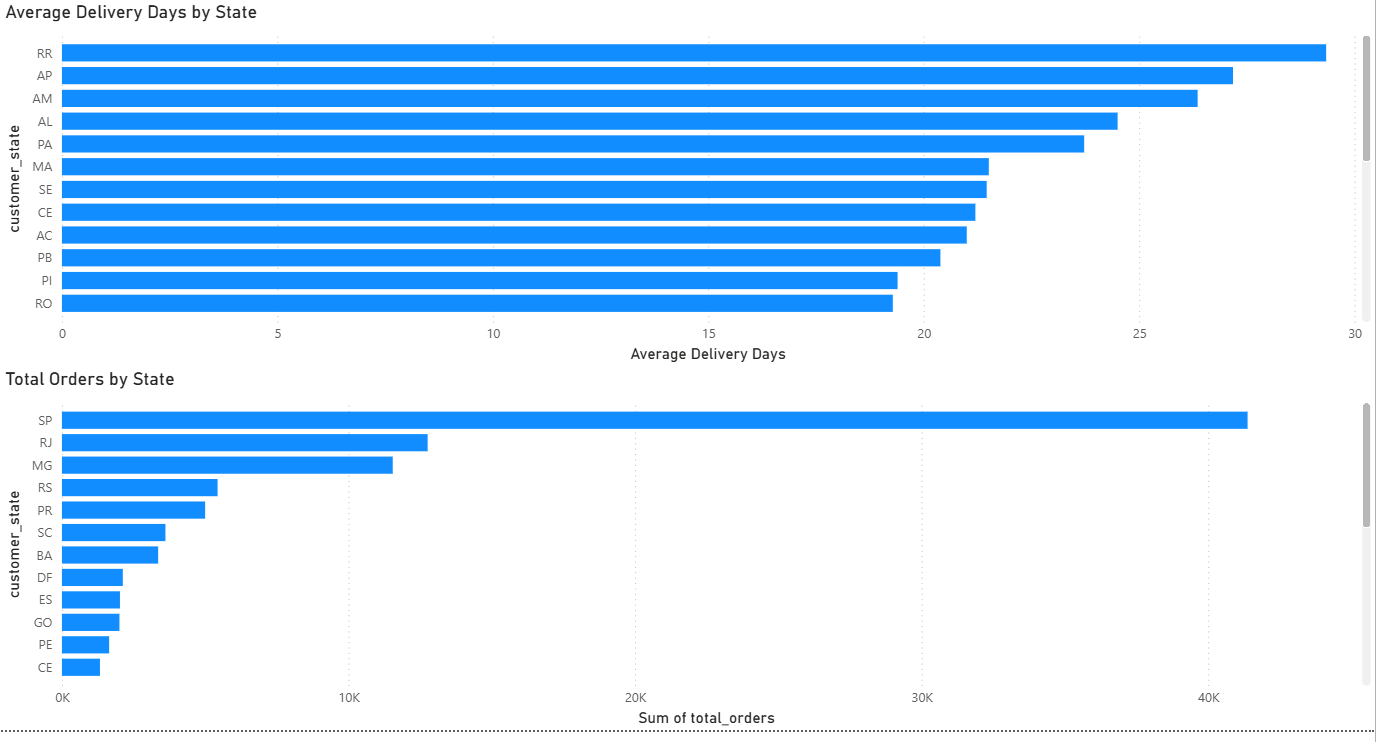 Average Delivery Days by State
customer_state
RR
AP
AM
AL
PA
MA
SE
CE
AC
PB
PI
RO
0 5 10 15 20 25 30
Average Delivery Days
Total Orders by State
customer_state
SP
RJ
MG
RS
PR
SC
BA
DF
ES
GO
PE
CE
0K 10K 20K 30K 40K
Sum of total_orders